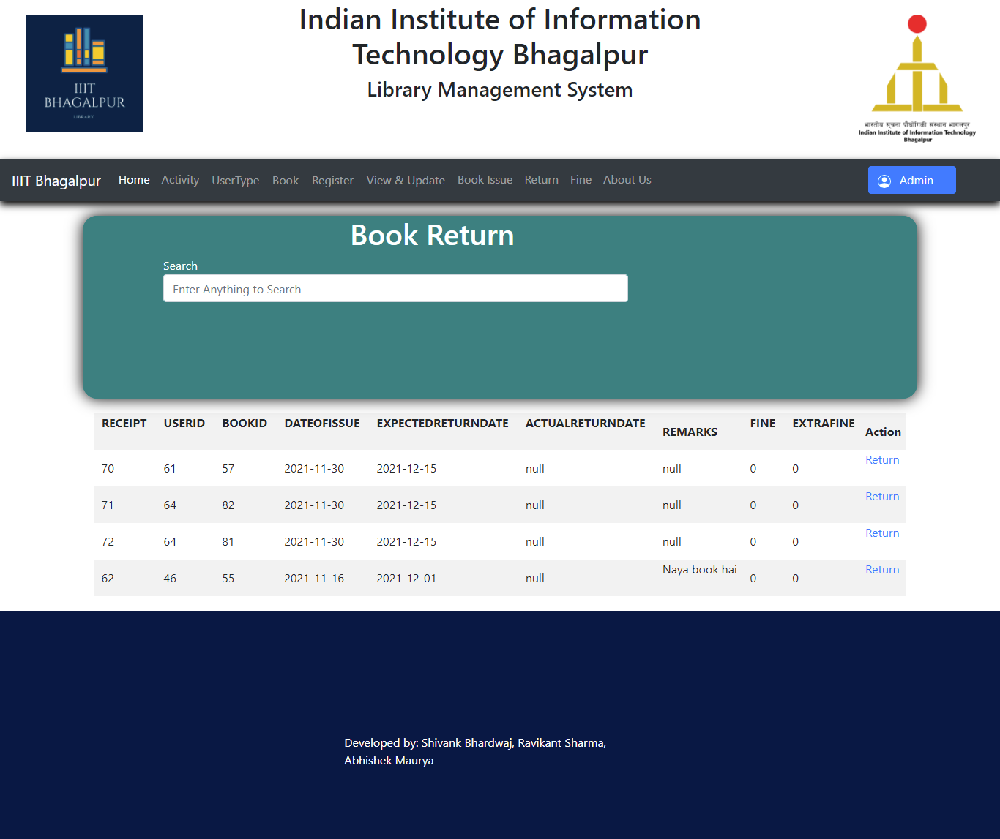 IIIT
BHAGALPUR
LIBRARY
Indian Institute of Information
Technology Bhagalpur
Library Management System
भारतीय सूचना प्रौद्योगिकी संस्थान भागलपुर
Indian Institute of Information Technology
Bhagalpur
IIIT Bhagalpur Home Activity UserType Book Register View & Update Book Issue Return Fine About Us Admin
Book Return
Search
Enter Anything to Search
RECEIPT USERID BOOKID DATEOFISSUE EXPECTEDRETURNDATE ACTUALRETURNDATE REMARKS FINE EXTRAFINE Action
70 61 57 2021-11-30 2021-12-15 null null 0 0 Return
71 64 82 2021-11-30 2021-12-15 null null 0 0 Return
72 64 81 2021-11-30 2021-12-15 null null 0 0 Return
62 46 55 2021-11-16 2021-12-01 null Naya book hai 0 0 Return
Developed by: Shivank Bhardwaj, Ravikant Sharma,
Abhishek Maurya